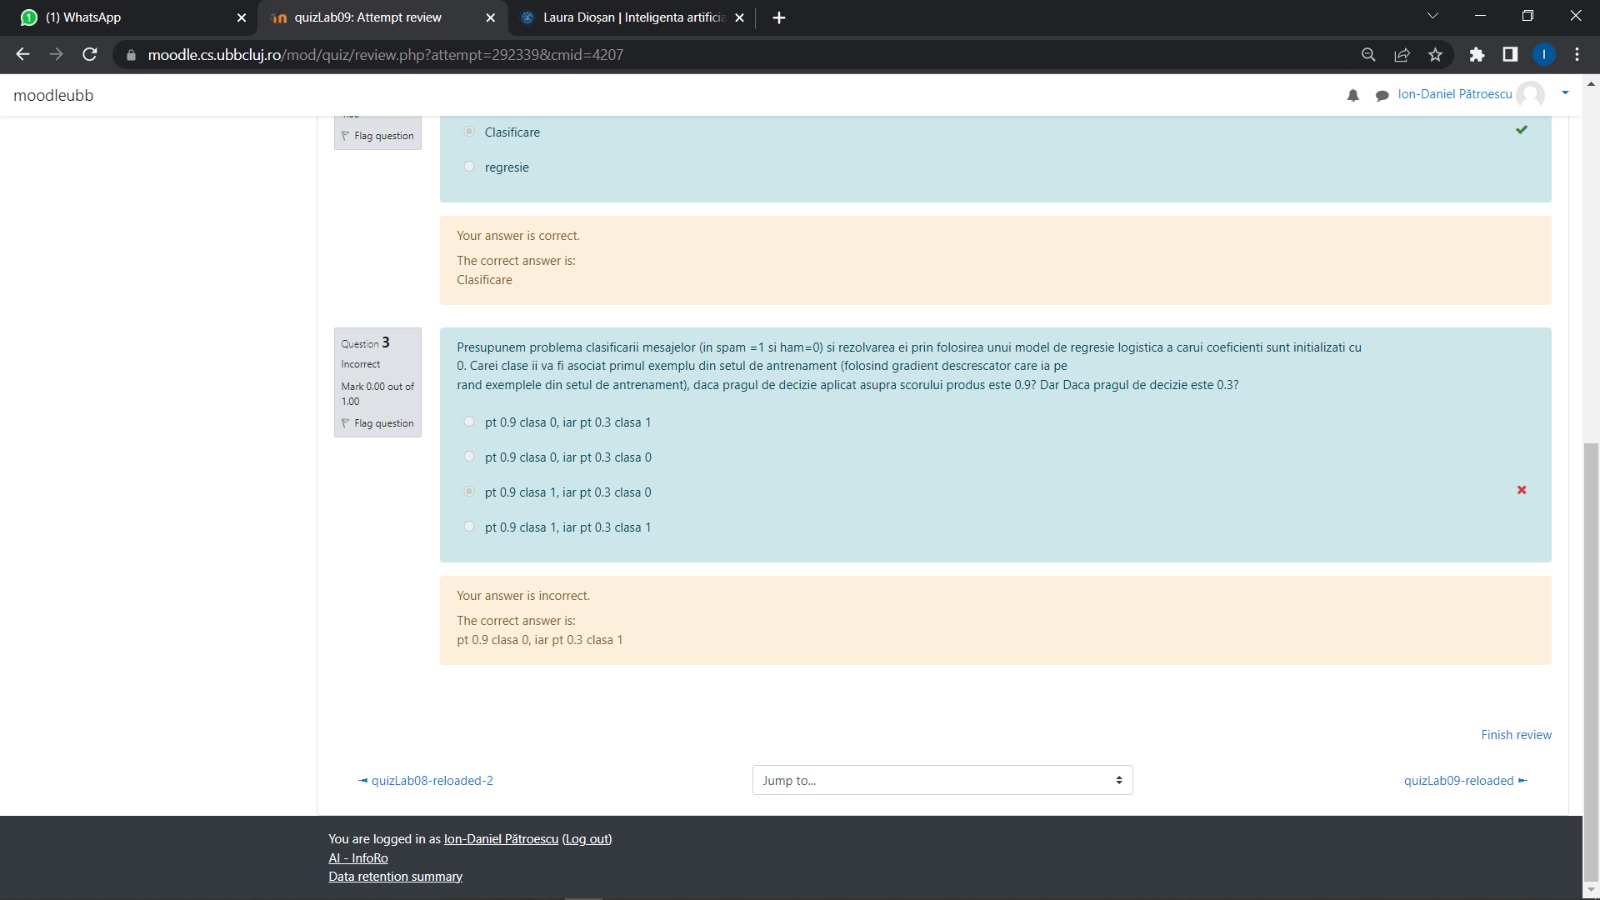 (1) WhatsApp
quizLab09: Attempt review
Laura Dioșan | Inteligenta artificia
moodle.cs.ubbcluj.ro/mod/quiz/review.php?attempt=292339&cmid=4207
I
moodleubb
Ion-Daniel Pătroescu
Flag question
Clasificare
regresie
Your answer is correct.
The correct answer is:
Clasificare
Question 3
Incorrect
Mark 0.00 out of
1.00
Flag question
Presupunem problema clasificarii mesajelor (in spam =1 si ham=0) si rezolvarea ei prin folosirea unui model de regresie logistica a carui coeficienti sunt initializati cu
0. Carei clase ii va fi asociat primul exemplu din setul de antrenament (folosind gradient descrescator care ia pe
rand exemplele din setul de antrenament), daca pragul de decizie aplicat asupra scorului produs este 0.9? Dar Daca pragul de decizie este 0.3?
pt 0.9 clasa 0, iar pt 0.3 clasa 1
pt 0.9 clasa 0, iar pt 0.3 clasa 0
pt 0.9 clasa 1, iar pt 0.3 clasa 0
pt 0.9 clasa 1, iar pt 0.3 clasa 1
Your answer is incorrect.
The correct answer is:
pt 0.9 clasa 0, iar pt 0.3 clasa 1
Finish review
◄ quizLab08-reloaded-2
Jump to...
quizLab09-reloaded ►
You are logged in as Ion-Daniel Pătroescu (Log out)
AI - InfoRo
Data retention summary